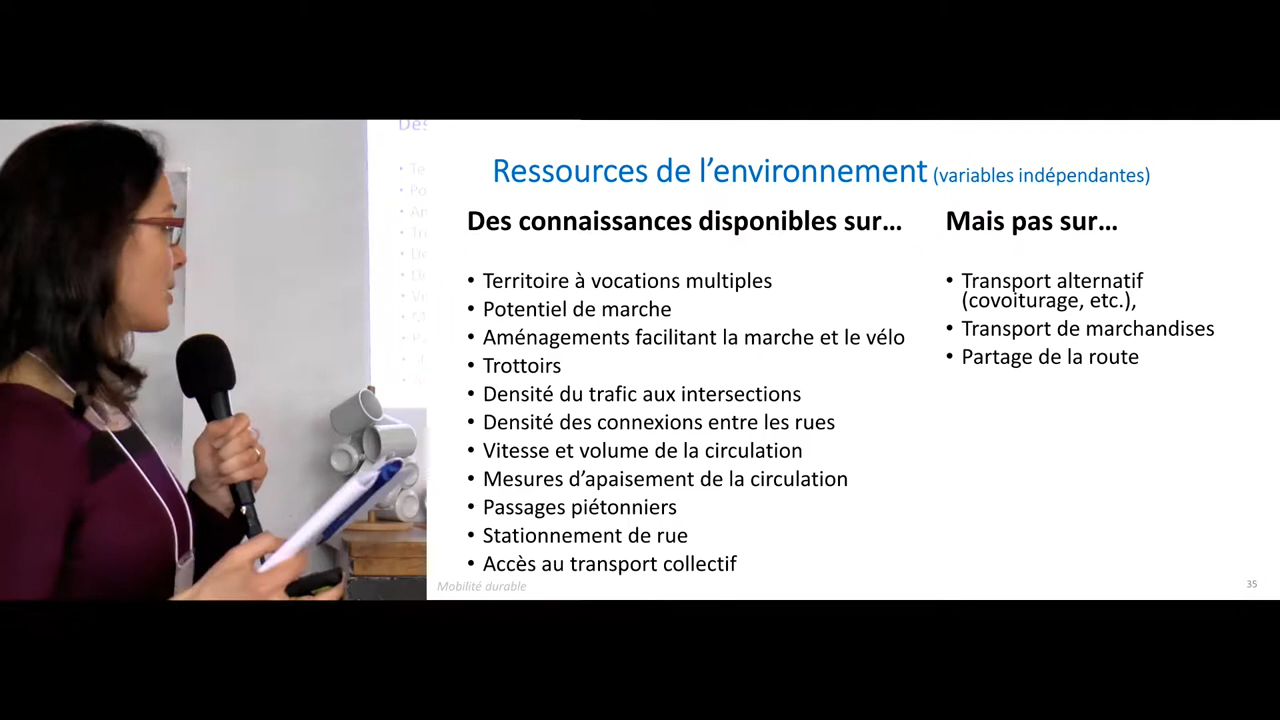 Ressources de l’environnement (variables indépendantes)
Des connaissances disponibles sur...
• Territoire à vocations multiples
• Potentiel de marche
• Aménagements facilitant la marche et le vélo
• Trottoirs
• Densité du trafic aux intersections
• Densité des connexions entre les rues
• Vitesse et volume de la circulation
• Mesures d’apaisement de la circulation
• Passages piétonniers
• Stationnement de rue
• Accès au transport collectif
Mais pas sur...
• Transport alternatif
(covoiturage, etc.),
• Transport de marchandises
• Partage de la route
Mobilité durable
35